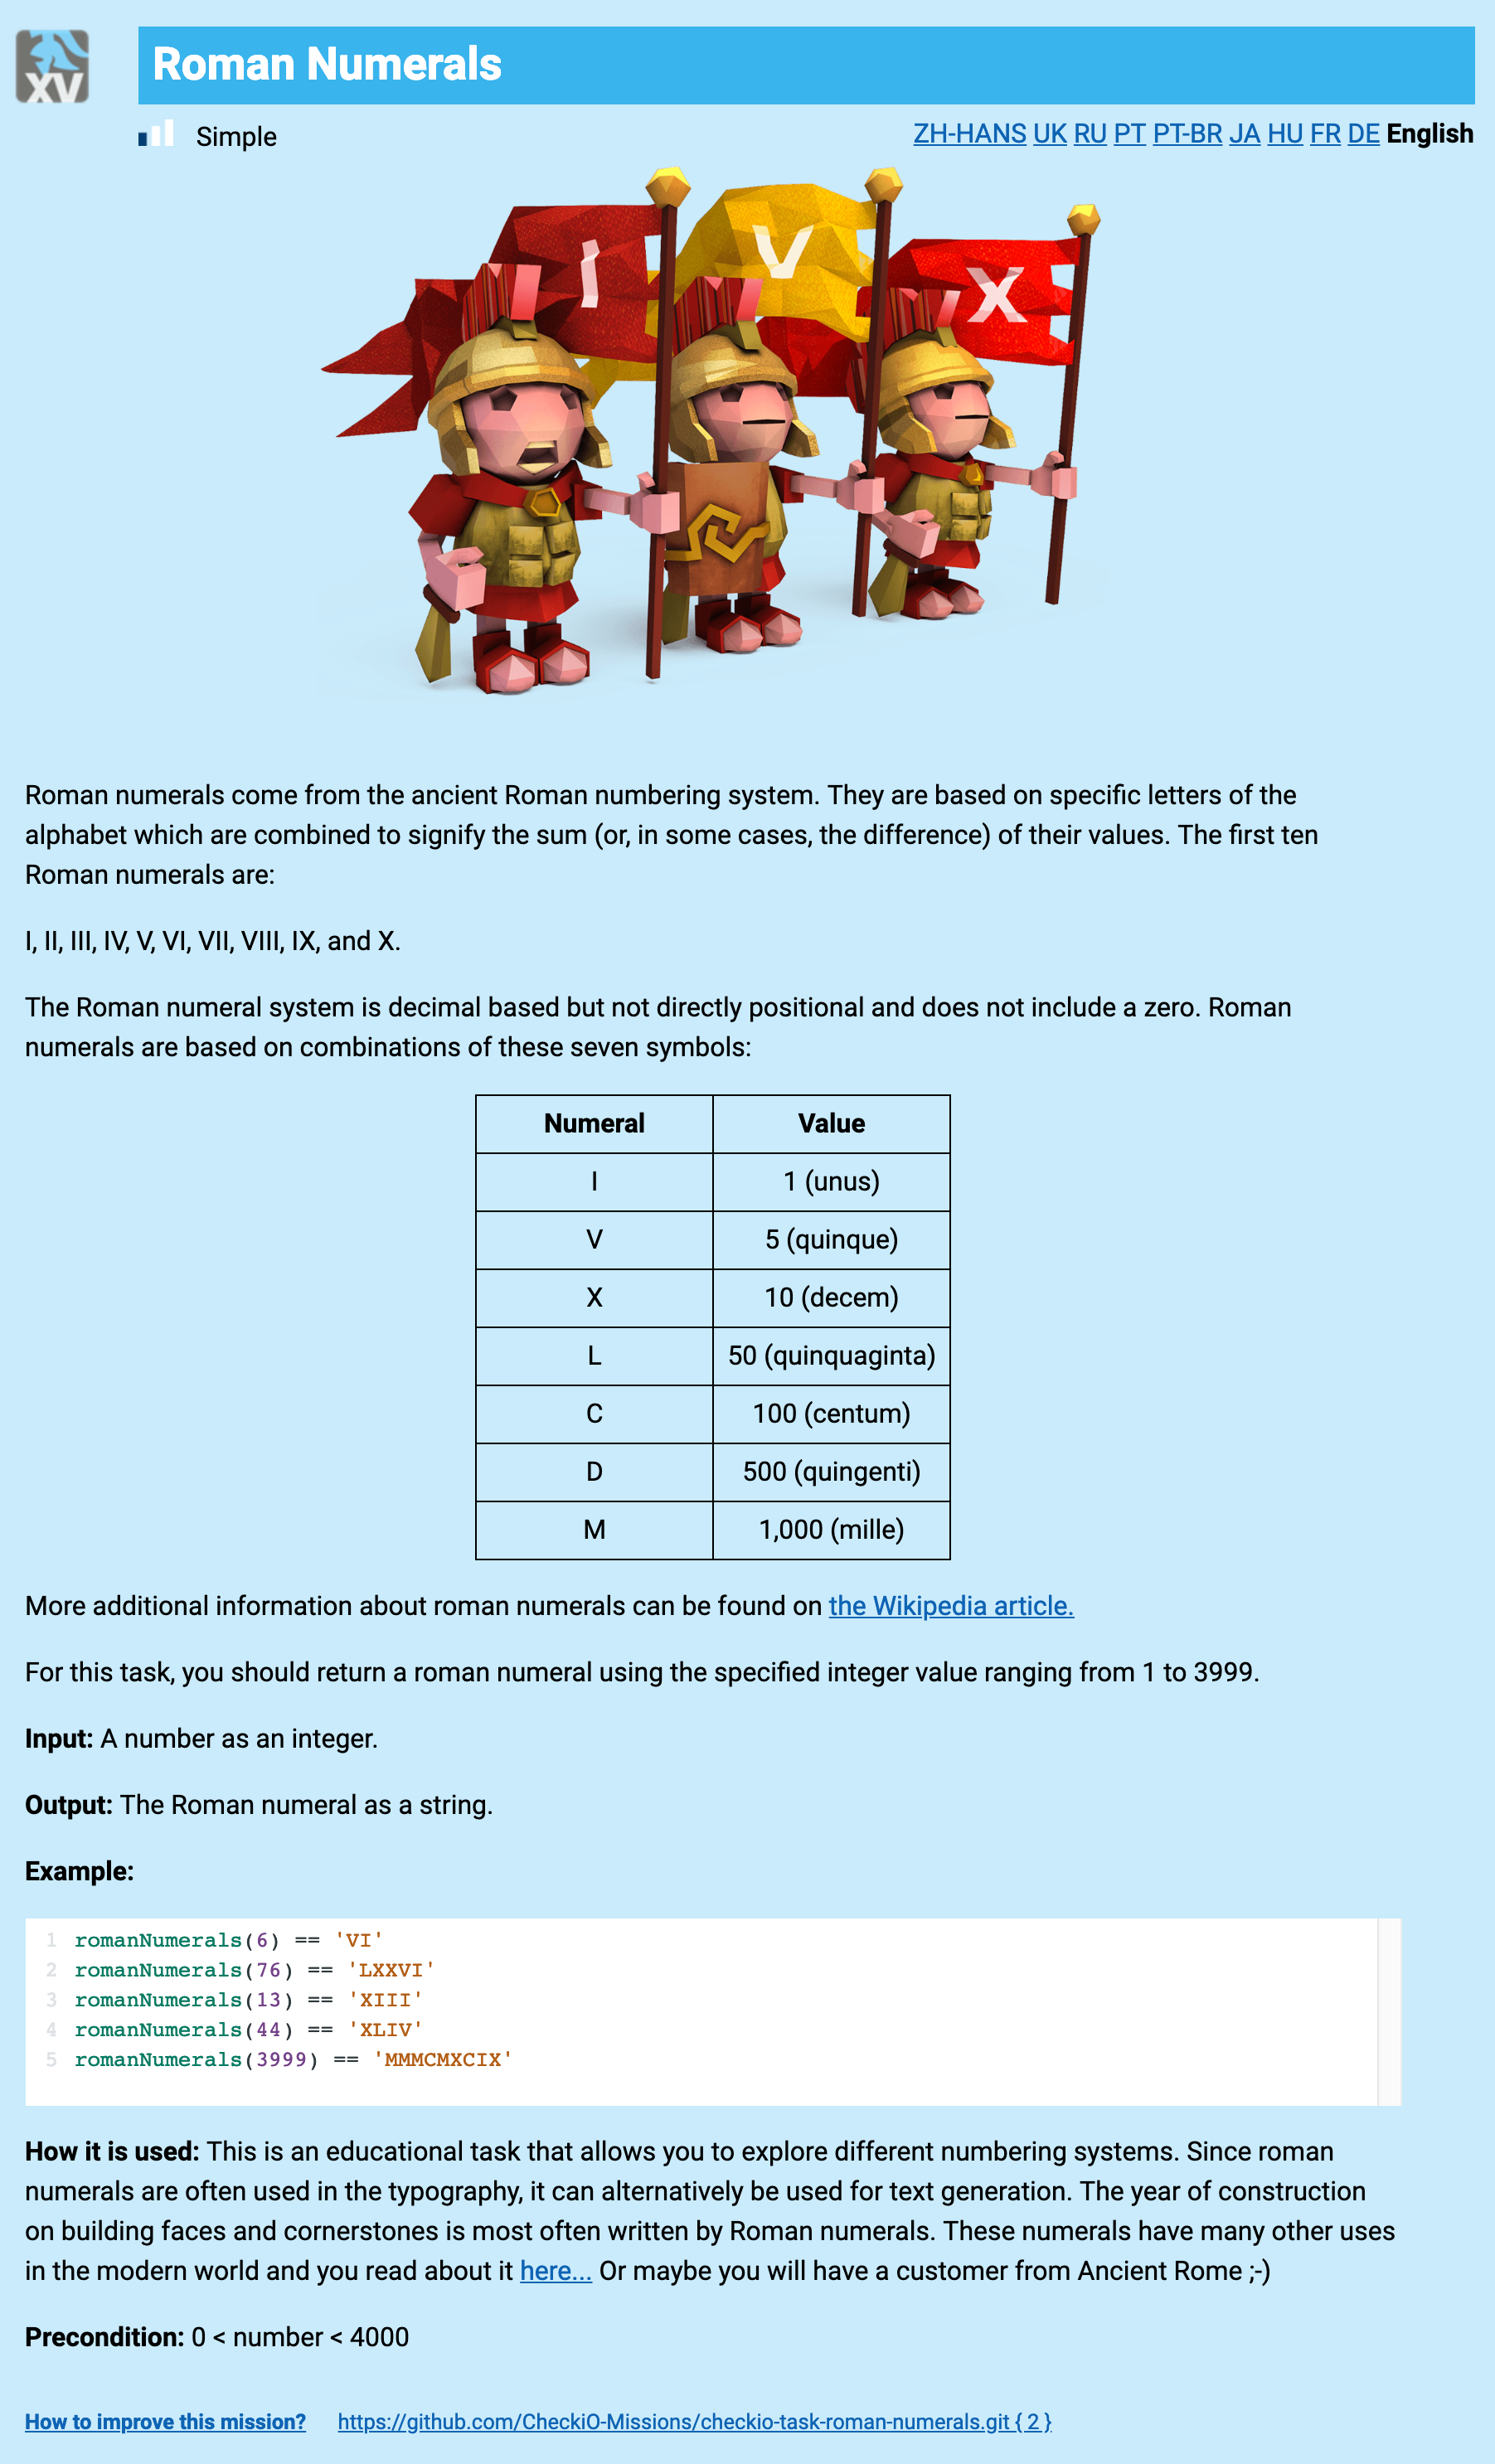 XV
Roman Numerals
Simple
ZH-HANS UK RU PT PT-BR JA HU FR DE English
I
V
X
Roman numerals come from the ancient Roman numbering system. They are based on specific letters of the
alphabet which are combined to signify the sum (or, in some cases, the difference) of their values. The first ten
Roman numerals are:
I, II, III, IV, V, VI, VII, VIII, IX, and X.
The Roman numeral system is decimal based but not directly positional and does not include a zero. Roman
numerals are based on combinations of these seven symbols:
Numeral Value
I 1 (unus)
V 5 (quinque)
X 10 (decem)
L 50 (quinquaginta)
C 100 (centum)
D 500 (quingenti)
M 1,000 (mille)
More additional information about roman numerals can be found on the Wikipedia article.
For this task, you should return a roman numeral using the specified integer value ranging from 1 to 3999.
Input: A number as an integer.
Output: The Roman numeral as a string.
Example:
1 romanNumerals(6) == 'VI'
2 romanNumerals(76) == 'LXXVI'
3 romanNumerals(13) == 'XIII'
4 romanNumerals(44) == 'XLIV'
5 romanNumerals(3999) == 'MMMCMXCIX'
How it is used: This is an educational task that allows you to explore different numbering systems. Since roman
numerals are often used in the typography, it can alternatively be used for text generation. The year of construction
on building faces and cornerstones is most often written by Roman numerals. These numerals have many other uses
in the modern world and you read about it here... Or maybe you will have a customer from Ancient Rome ;-)
Precondition: 0 < number < 4000
How to improve this mission? https://github.com/CheckiO-Missions/checkio-task-roman-numerals.git { 2 }